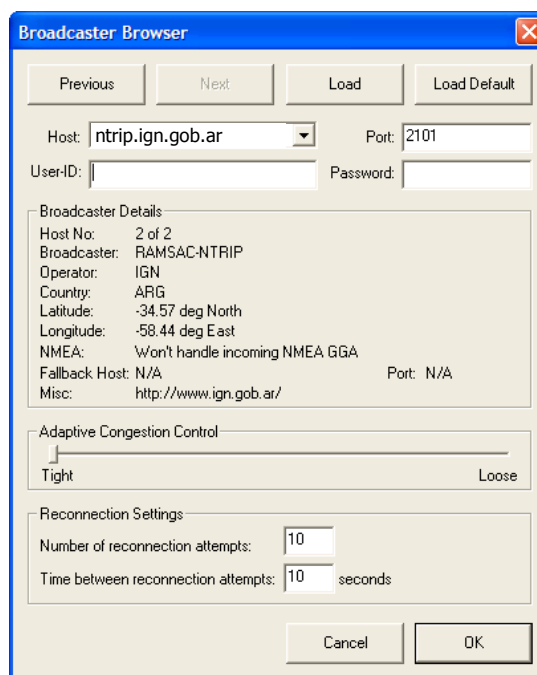 Broadcaster Browser
Previous Next Load Load Default
Host: ntrip.ign.gob.ar Port: 2101
User-ID: Password:
Broadcaster Details
Host No: 2 of 2
Broadcaster: RAMSAC-NTRIP
Operator: IGN
Country: ARG
Latitude: -34.57 deg North
Longitude: -58.44 deg East
NMEA: Won't handle incoming NMEA GGA
Fallback Host: N/A Port: N/A
Misc: http://www.ign.gob.ar/
Adaptive Congestion Control
Tight Loose
Reconnection Settings
Number of reconnection attempts: 10
Time between reconnection attempts: 10 seconds
Cancel OK